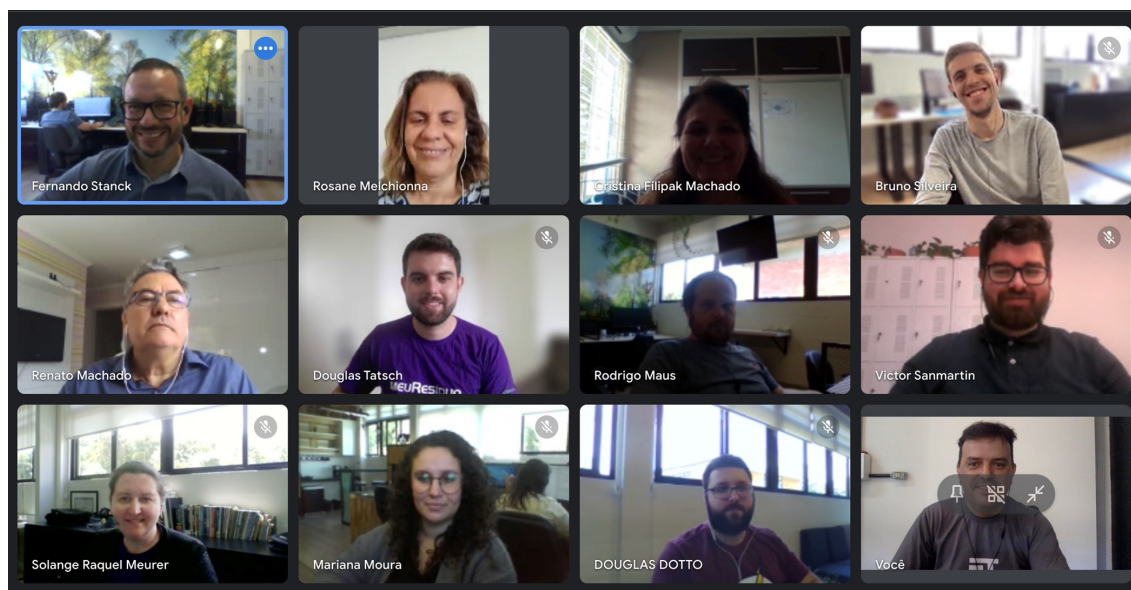 Fernando Stanck
Rosane Melchionna
Cristina Filipak Machado
Bruno Silveira
Renato Machado
Douglas Tatsch
MEURESÍDUO
Rodrigo Maus
Victor Sanmartin
Solange Raquel Meurer
Mariana Moura
DOUGLAS DOTTO
Você